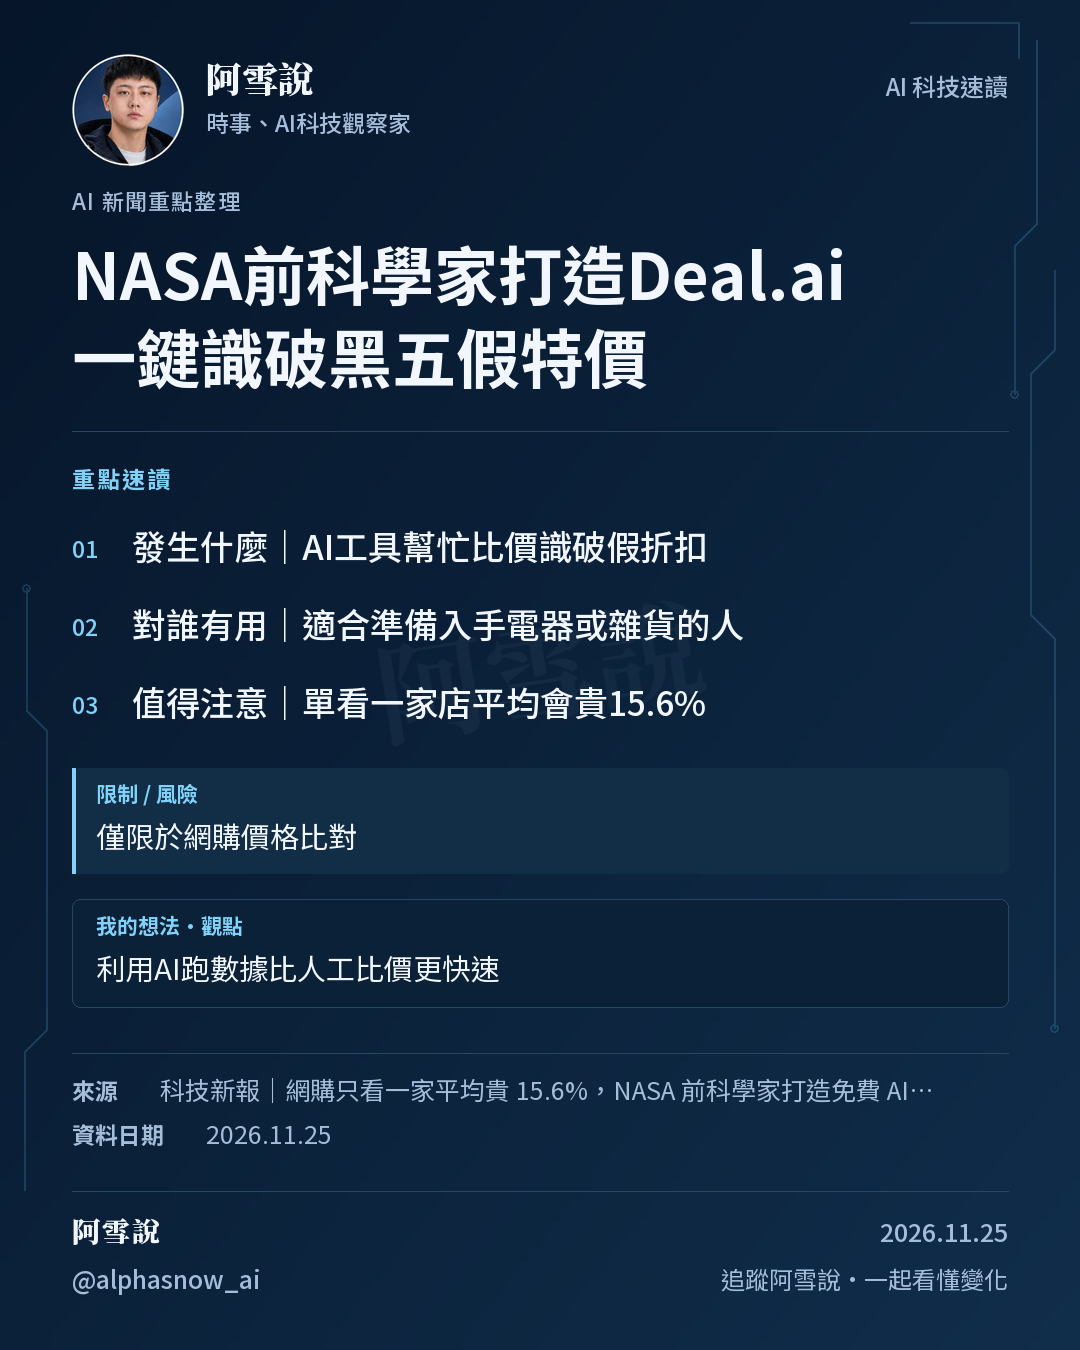 阿雪說
時事、AI科技觀察家
AI 科技速讀
AI 新聞重點整理
NASA前科學家打造Deal.ai
一鍵識破黑五假特價
重點速讀
01 發生什麼｜AI工具幫忙比價識破假折扣
02 對誰有用｜適合準備入手電器或雜貨的人
03 值得注意｜單看一家店平均會貴15.6%
阿雪說
限制 / 風險
僅限於網購價格比對
我的想法・觀點
利用AI跑數據比人工比價更快速
來源 科技新報｜網購只看一家平均貴 15.6%，NASA 前科學家打造免費 AI…
資料日期 2026.11.25
阿雪說
2026.11.25
@alphasnow_ai
追蹤阿雪說・一起看懂變化